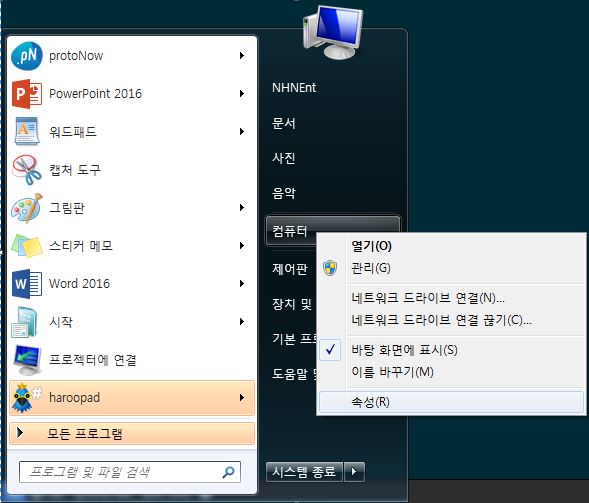 protoNow
PowerPoint 2016
워드패드
캡처 도구
그림판
스티커 메모
Word 2016
시작
프로젝터에 연결
haroopad
모든 프로그램
프로그램 및 파일 검색
NHNEnt
문서
사진
음악
컴퓨터
제어판
장치 및
기본 프로
도움말 및
시스템 종료
열기(O)
관리(G)
네트워크 드라이브 연결(N)...
네트워크 드라이브 연결 끊기(C)...
바탕 화면에 표시(S)
이름 바꾸기(M)
속성(R)